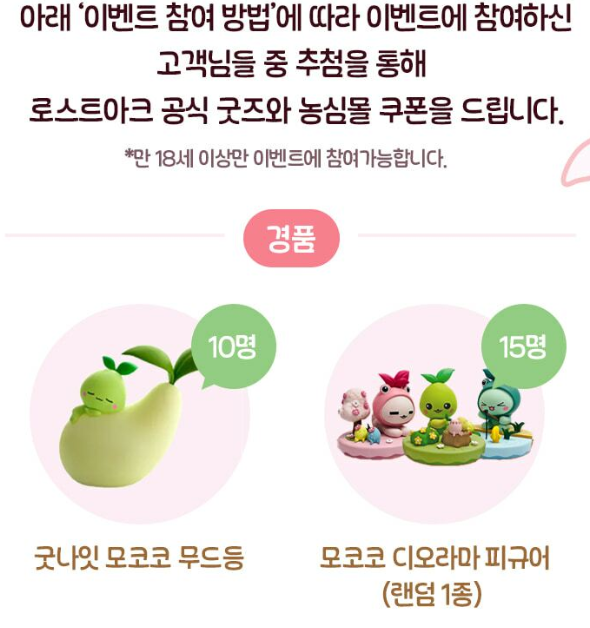 아래 '이벤트 참여 방법'에 따라 이벤트에 참여하신
고객님들 중 추첨을 통해
로스트아크 공식 굿즈와 농심몰 쿠폰을 드립니다.
*만 18세 이상만 이벤트에 참여가능합니다.
경품
10명
15명
굿나잇 모코코 무드등
모코코 디오라마 피규어
(랜덤 1종)